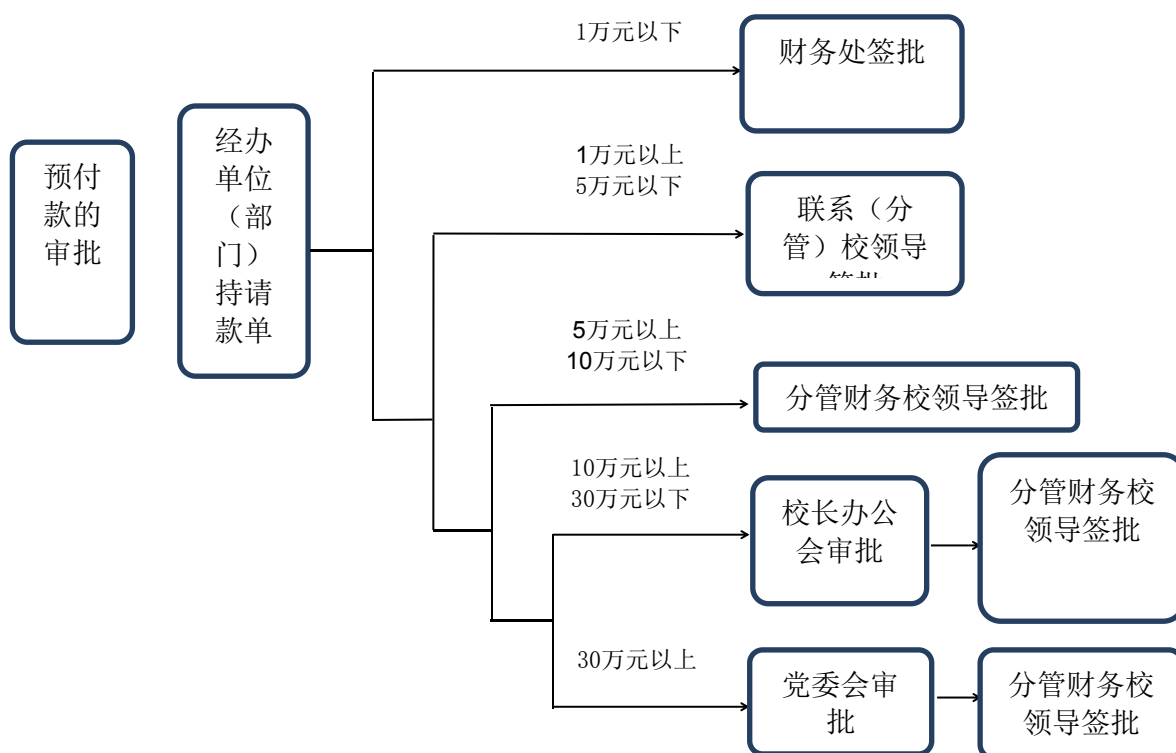 预付
款的
审批
经办
单位
（部
门）
持请
款单
1万元以下
财务处签批
1万元以上
5万元以下
联系（分
管）校领导
5万元以上
10万元以下
分管财务校领导签批
10万元以上
30万元以下
校长办公
会审批
分管财务校
领导签批
30万元以上
党委会审
批
分管财务校
领导签批